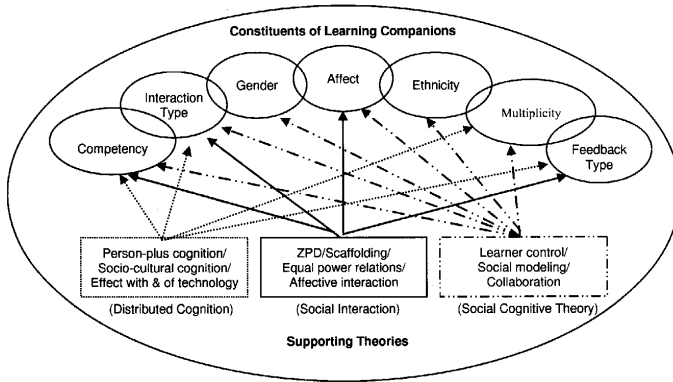 Constituents of Learning Companions
Affect
Gender
Ethnicity
Interaction
Type
Multiplicity
Competency
Feedback
Type
Person-plus cognition/
Socio-cultural cognition/
Effect with & of technology
(Distributed Cognition)
ZPD/Scaffolding/
Equal power relations/
Affective interaction
(Social Interaction)
Learner control/
Social modeling/
Collaboration
(Social Cognitive Theory)
Supporting Theories